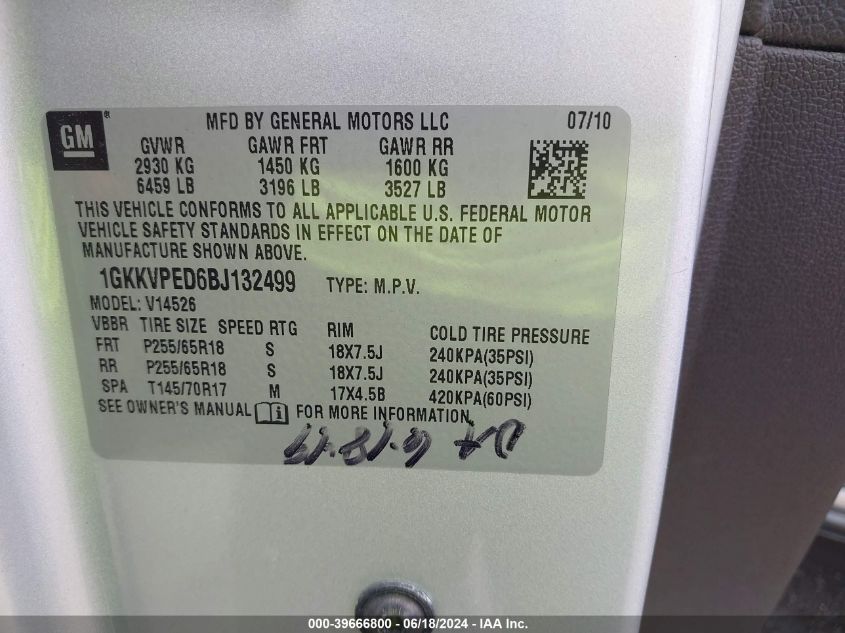 GM
®
MFD BY GENERAL MOTORS LLC 07/10
GVWR GAWR FRT GAWR RR
2930 KG 1450 KG 1600 KG
6459 LB 3196 LB 3527 LB
THIS VEHICLE CONFORMS TO ALL APPLICABLE U.S. FEDERAL MOTOR
VEHICLE SAFETY STANDARDS IN EFFECT ON THE DATE OF
MANUFACTURE SHOWN ABOVE.
1GKKVPED6BJ132499 TYPE: M.P.V.
MODEL: V14526
VBBR TIRE SIZE SPEED RTG RIM COLD TIRE PRESSURE
FRT P255/65R18 S 18X7.5J 240KPA(35PSI)
RR P255/65R18 S 18X7.5J 240KPA(35PSI)
SPA T145/70R17 M 17X4.5B 420KPA(60PSI)
SEE OWNER'S MANUAL FOR MORE INFORMATION.
000-39666800 - 06/18/2024 - IAA Inc.